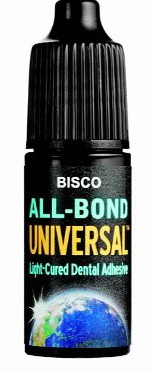 BISCO
ALL-BOND
UNIVERSAL™
Light-Cured Dental Adhesive